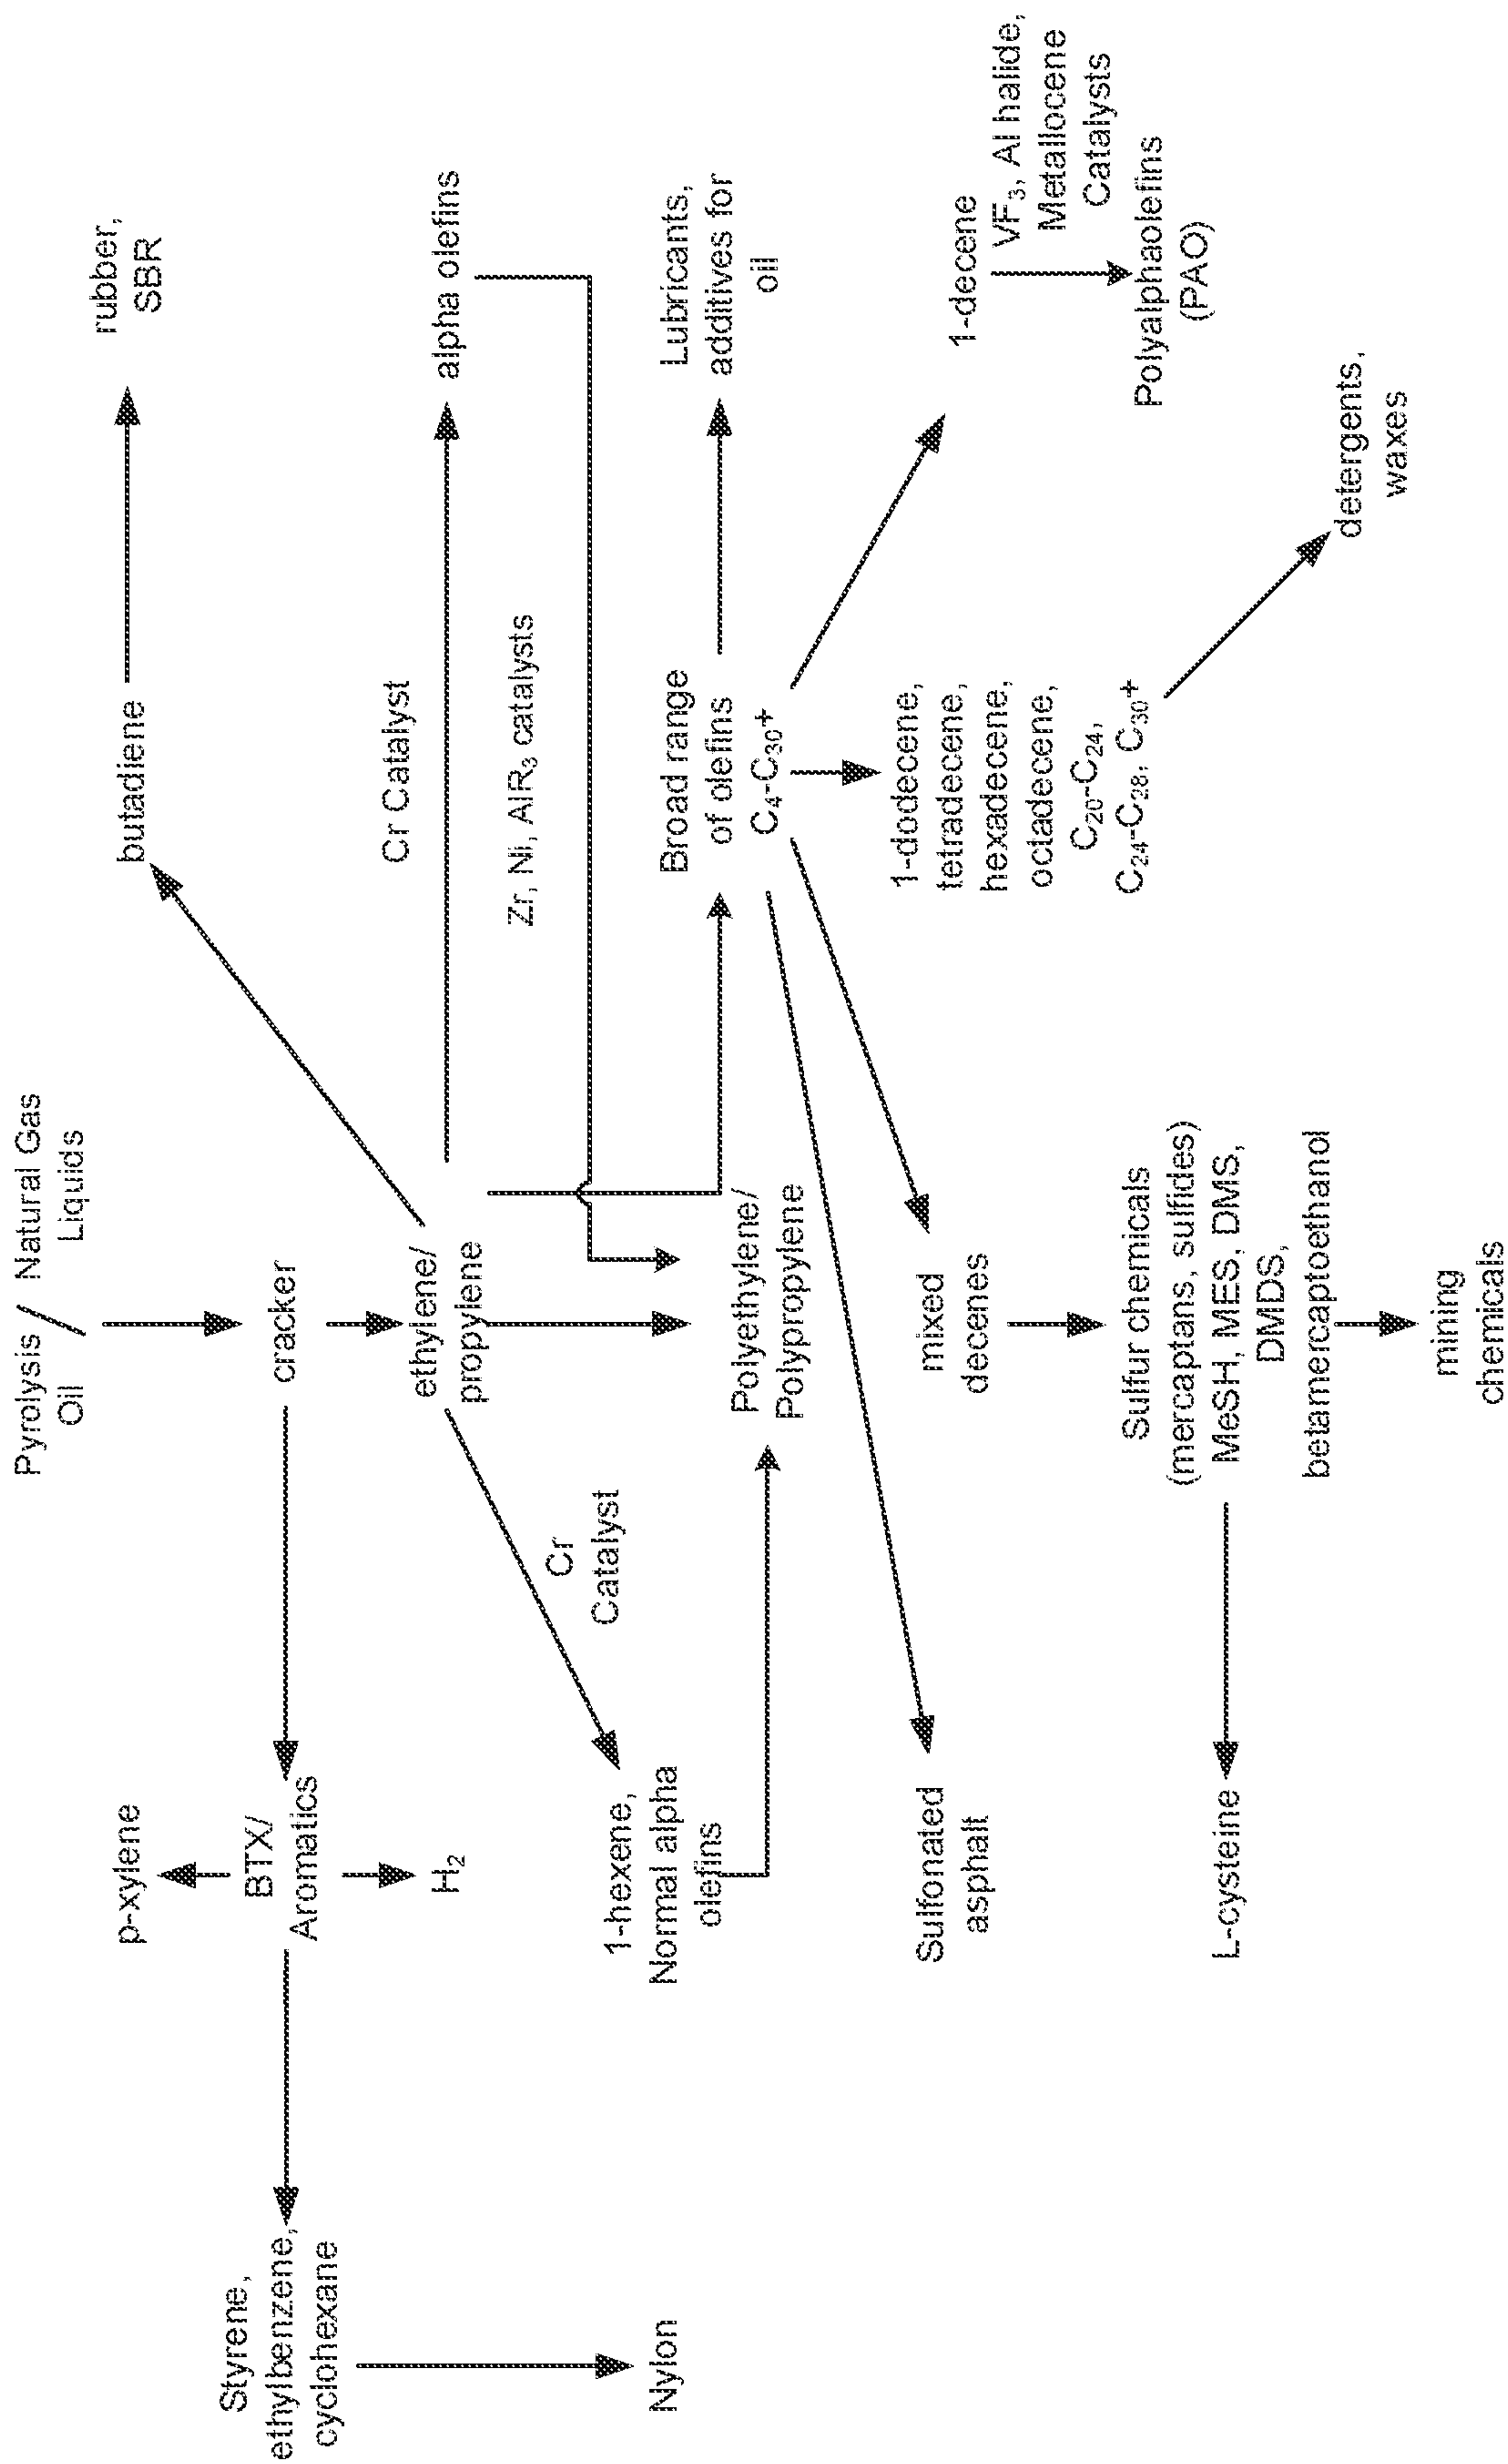 Pyrolysis / Natural Gas
Oil / Liquids
cracker
BTX/
Aromatics
p-xylene
H₂
Styrene,
ethylbenzene,
cyclohexane
Nylon
ethylene/
propylene
butadiene
rubber,
SBR
Cr Catalyst
alpha olefins
Zr, Ni, AlR₃ catalysts
Cr
Catalyst
1-hexene,
Normal alpha
olefins
Polyethylene/
Polypropylene
Broad range
of olefins
C₄-C₃₀+
Lubricants,
additives for
oil
Sulfonated
asphalt
mixed
decenes
1-dodecene,
tetradecene,
hexadecene,
octadecene,
C₂₀-C₂₄,
C₂₄-C₂₈, C₃₀+
1-decene
VF₃, Al halide,
Metallocene
Catalysts
Polyalphaolefins
(PAO)
detergents,
waxes
Sulfur chemicals
(mercaptans, sulfides)
MeSH, MES, DMS,
DMDS,
betamercaptoethanol
L-cysteine
mining
chemicals